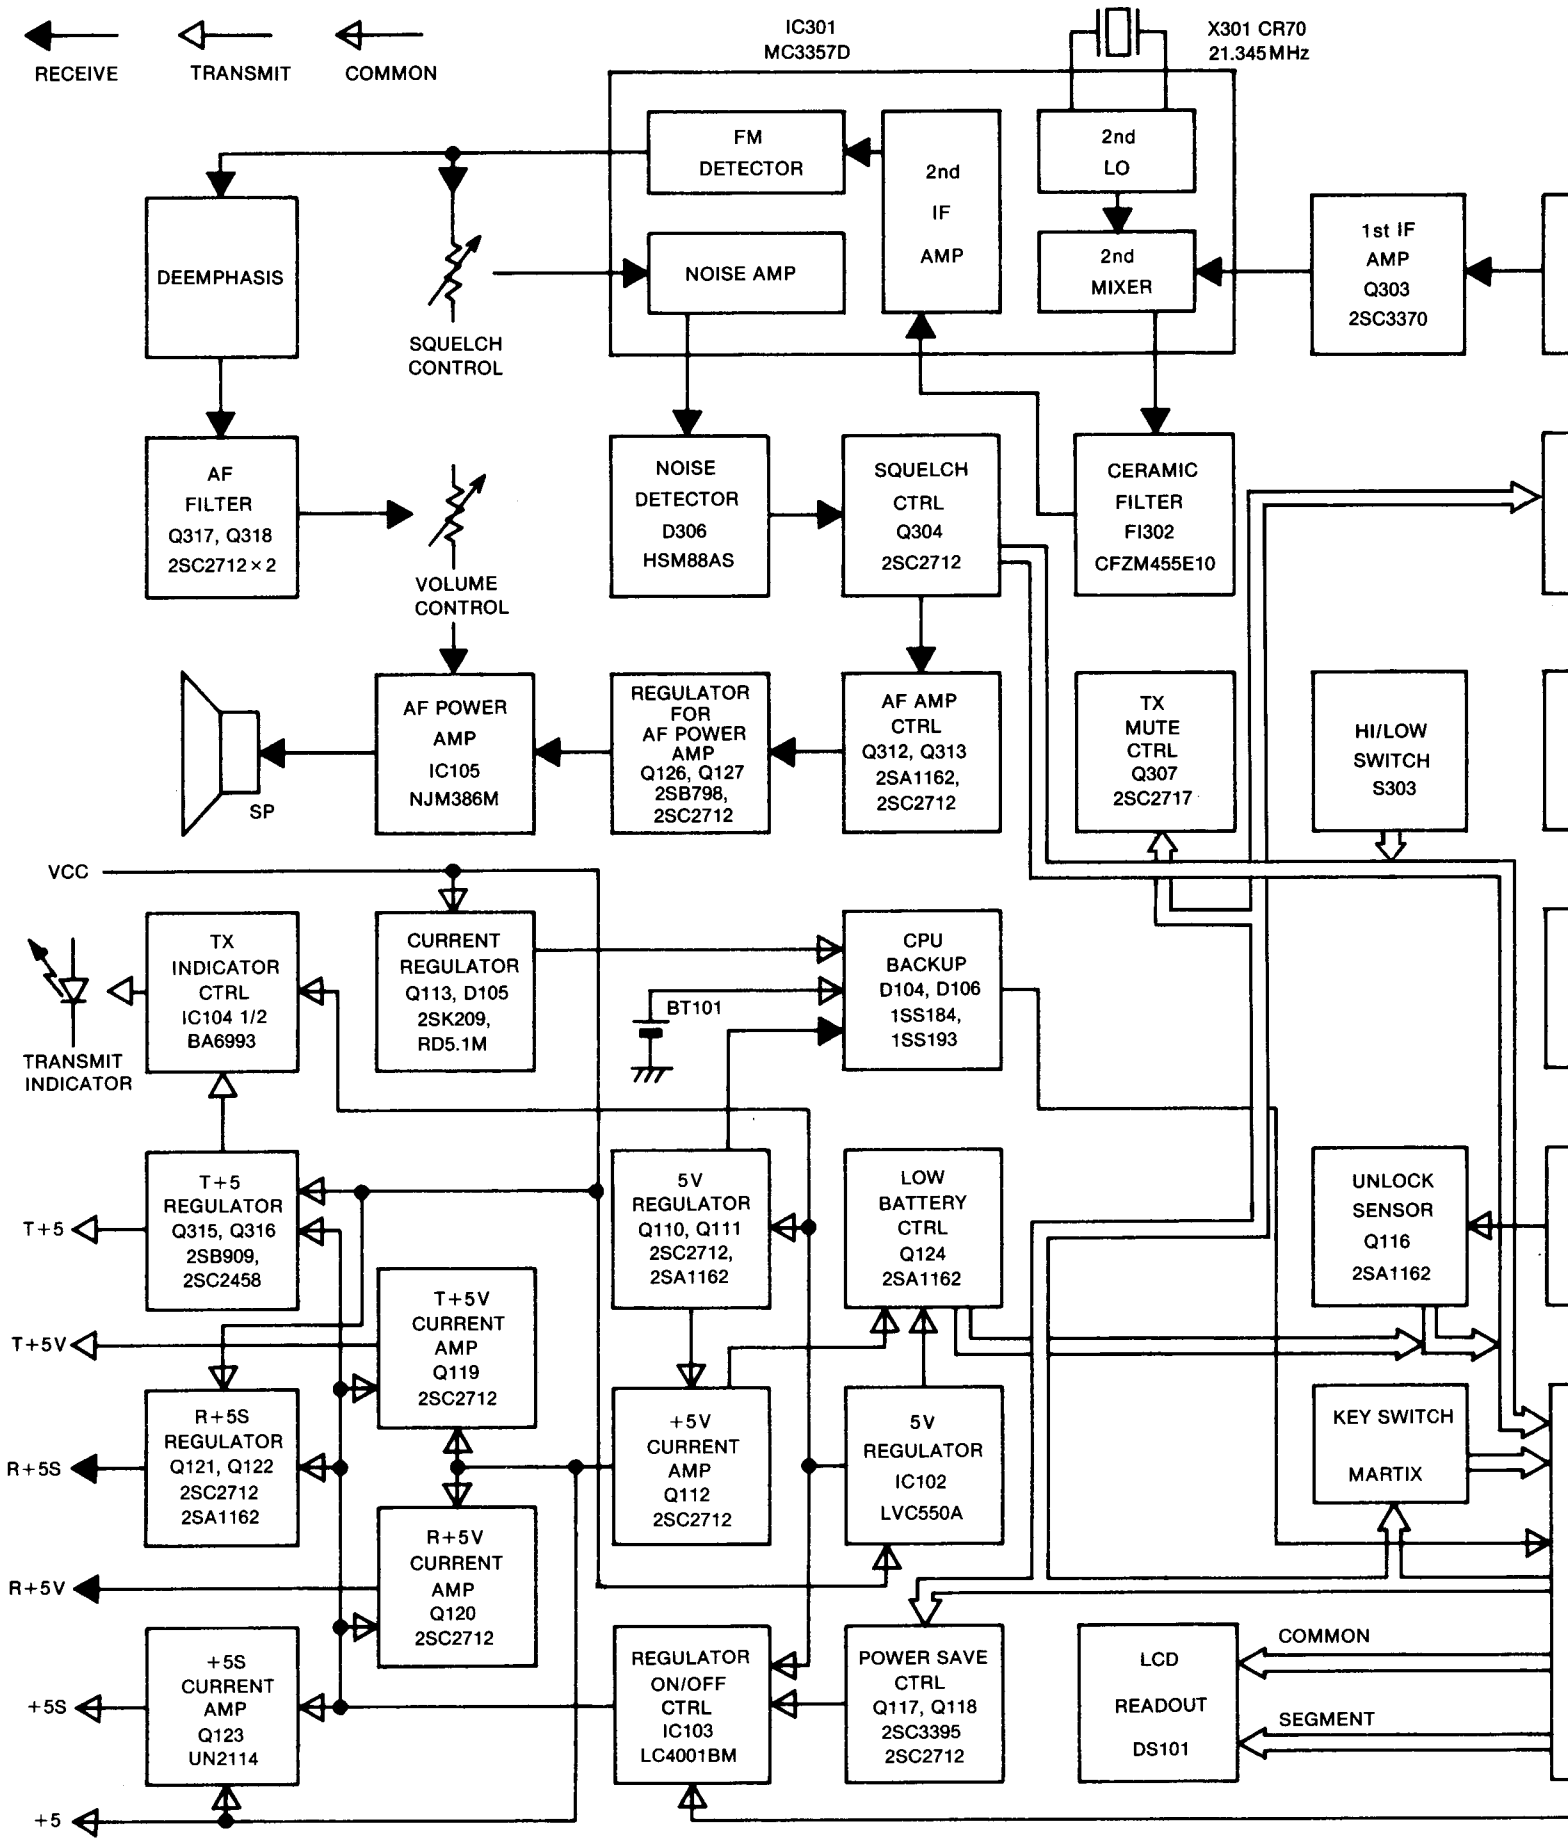 RECEIVE
TRANSMIT
COMMON
IC301
MC3357D
X301 CR70
21.345MHz
FM
DETECTOR
2nd
IF
AMP
2nd
LO
DEEMPHASIS
NOISE AMP
2nd
MIXER
1st IF
AMP
Q303
2SC3370
SQUELCH
CONTROL
AF
FILTER
Q317, Q318
2SC2712×2
VOLUME
CONTROL
NOISE
DETECTOR
D306
HSM88AS
SQUELCH
CTRL
Q304
2SC2712
CERAMIC
FILTER
FI302
CFZM455E10
SP
AF POWER
AMP
IC105
NJM386M
REGULATOR
FOR
AF POWER
AMP
Q126, Q127
2SB798,
2SC2712
AF AMP
CTRL
Q312, Q313
2SA1162,
2SC2712
TX
MUTE
CTRL
Q307
2SC2717
HI/LOW
SWITCH
S303
VCC
TRANSMIT
INDICATOR
TX
INDICATOR
CTRL
IC104 1/2
BA6993
CURRENT
REGULATOR
Q113, D105
2SK209,
RD5.1M
BT101
CPU
BACKUP
D104, D106
1SS184,
1SS193
T+5
T+5
REGULATOR
Q315, Q316
2SB909,
2SC2458
5V
REGULATOR
Q110, Q111
2SC2712,
2SA1162
LOW
BATTERY
CTRL
Q124
2SA1162
UNLOCK
SENSOR
Q116
2SA1162
T+5V
T+5V
CURRENT
AMP
Q119
2SC2712
R+5S
R+5S
REGULATOR
Q121, Q122
2SC2712
2SA1162
+5V
CURRENT
AMP
Q112
2SC2712
5V
REGULATOR
IC102
LVC550A
KEY SWITCH
MARTIX
R+5V
R+5V
CURRENT
AMP
Q120
2SC2712
+5S
+5S
CURRENT
AMP
Q123
UN2114
REGULATOR
ON/OFF
CTRL
IC103
LC4001BM
POWER SAVE
CTRL
Q117, Q118
2SC3395
2SC2712
LCD
READOUT
DS101
COMMON
SEGMENT
+5